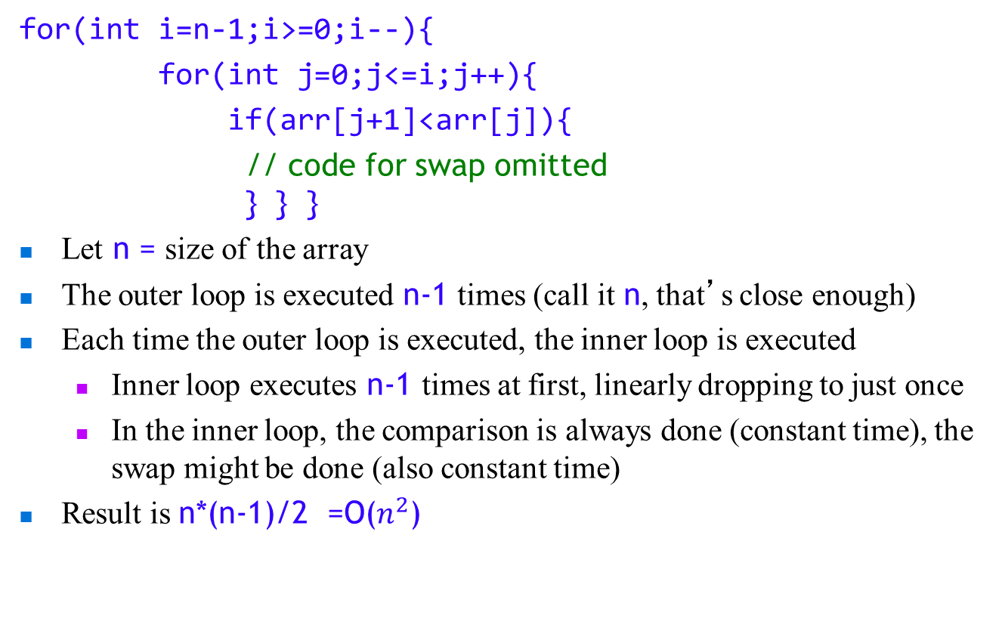 for(int i=n-1;i>=0;i--){
for(int j=0;j<=i;j++){
if(arr[j+1]<arr[j]){
// code for swap omitted
} } }
Let n = size of the array
The outer loop is executed n-1 times (call it n, that’s close enough)
Each time the outer loop is executed, the inner loop is executed
Inner loop executes n-1 times at first, linearly dropping to just once
In the inner loop, the comparison is always done (constant time), the
swap might be done (also constant time)
Result is n*(n-1)/2 =O(n²)